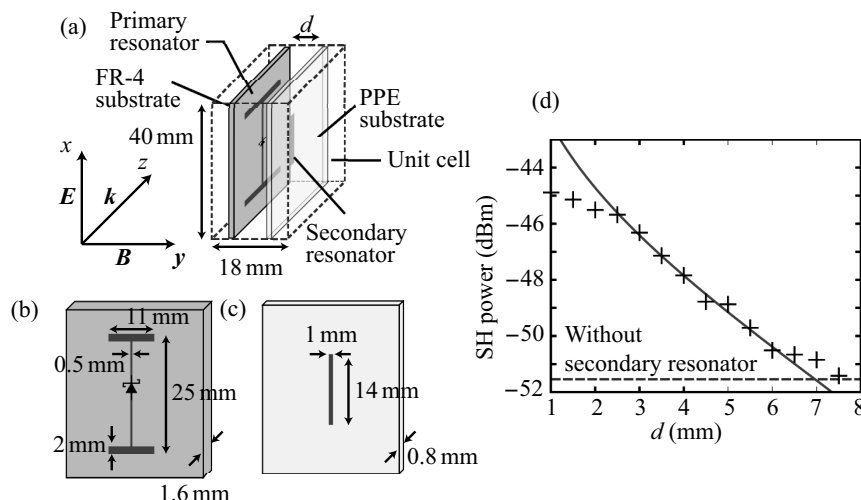 (a)
Primary
resonator
FR-4
substrate
d
PPE
substrate
40 mm
Unit cell
x
z
E
k
B
y
18 mm
Secondary
resonator
(b)
11 mm
0.5 mm
25 mm
2 mm
1.6 mm
(c)
1 mm
14 mm
0.8 mm
(d)
SH power (dBm)
−44
−46
−48
−50
−52
Without
secondary resonator
1 2 3 4 5 6 7 8
d (mm)